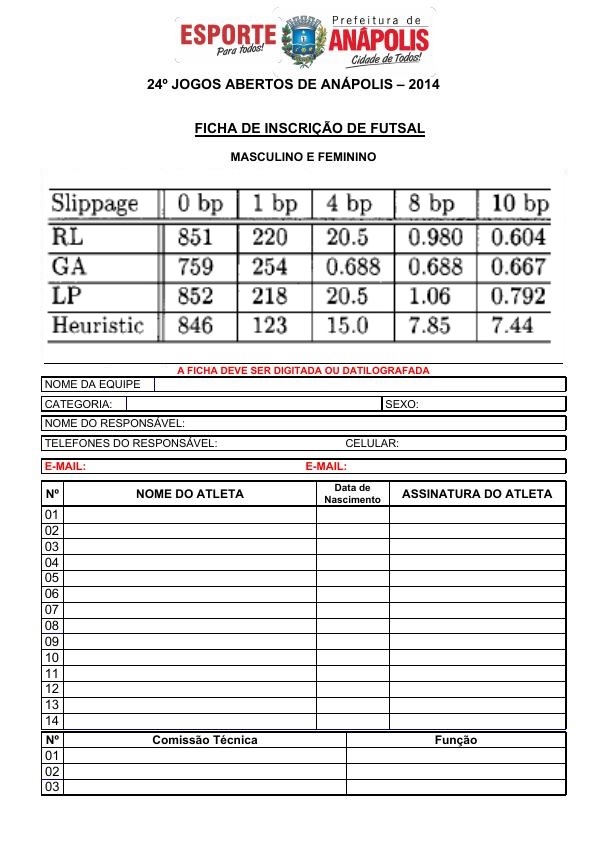 ESPORTE
Para todos!
Prefeitura de
ANÁPOLIS
Cidade de Todos!
24º JOGOS ABERTOS DE ANÁPOLIS – 2014
FICHA DE INSCRIÇÃO DE FUTSAL
MASCULINO E FEMININO
Slippage 0 bp 1 bp 4 bp 8 bp 10 bp
RL 851 220 20.5 0.980 0.604
GA 759 254 0.688 0.688 0.667
LP 852 218 20.5 1.06 0.792
Heuristic 846 123 15.0 7.85 7.44
A FICHA DEVE SER DIGITADA OU DATILOGRAFADA
NOME DA EQUIPE
CATEGORIA: SEXO:
NOME DO RESPONSÁVEL:
TELEFONES DO RESPONSÁVEL: CELULAR:
E-MAIL: E-MAIL:
Nº NOME DO ATLETA Data de Nascimento ASSINATURA DO ATLETA
01
02
03
04
05
06
07
08
09
10
11
12
13
14
Nº Comissão Técnica Função
01
02
03